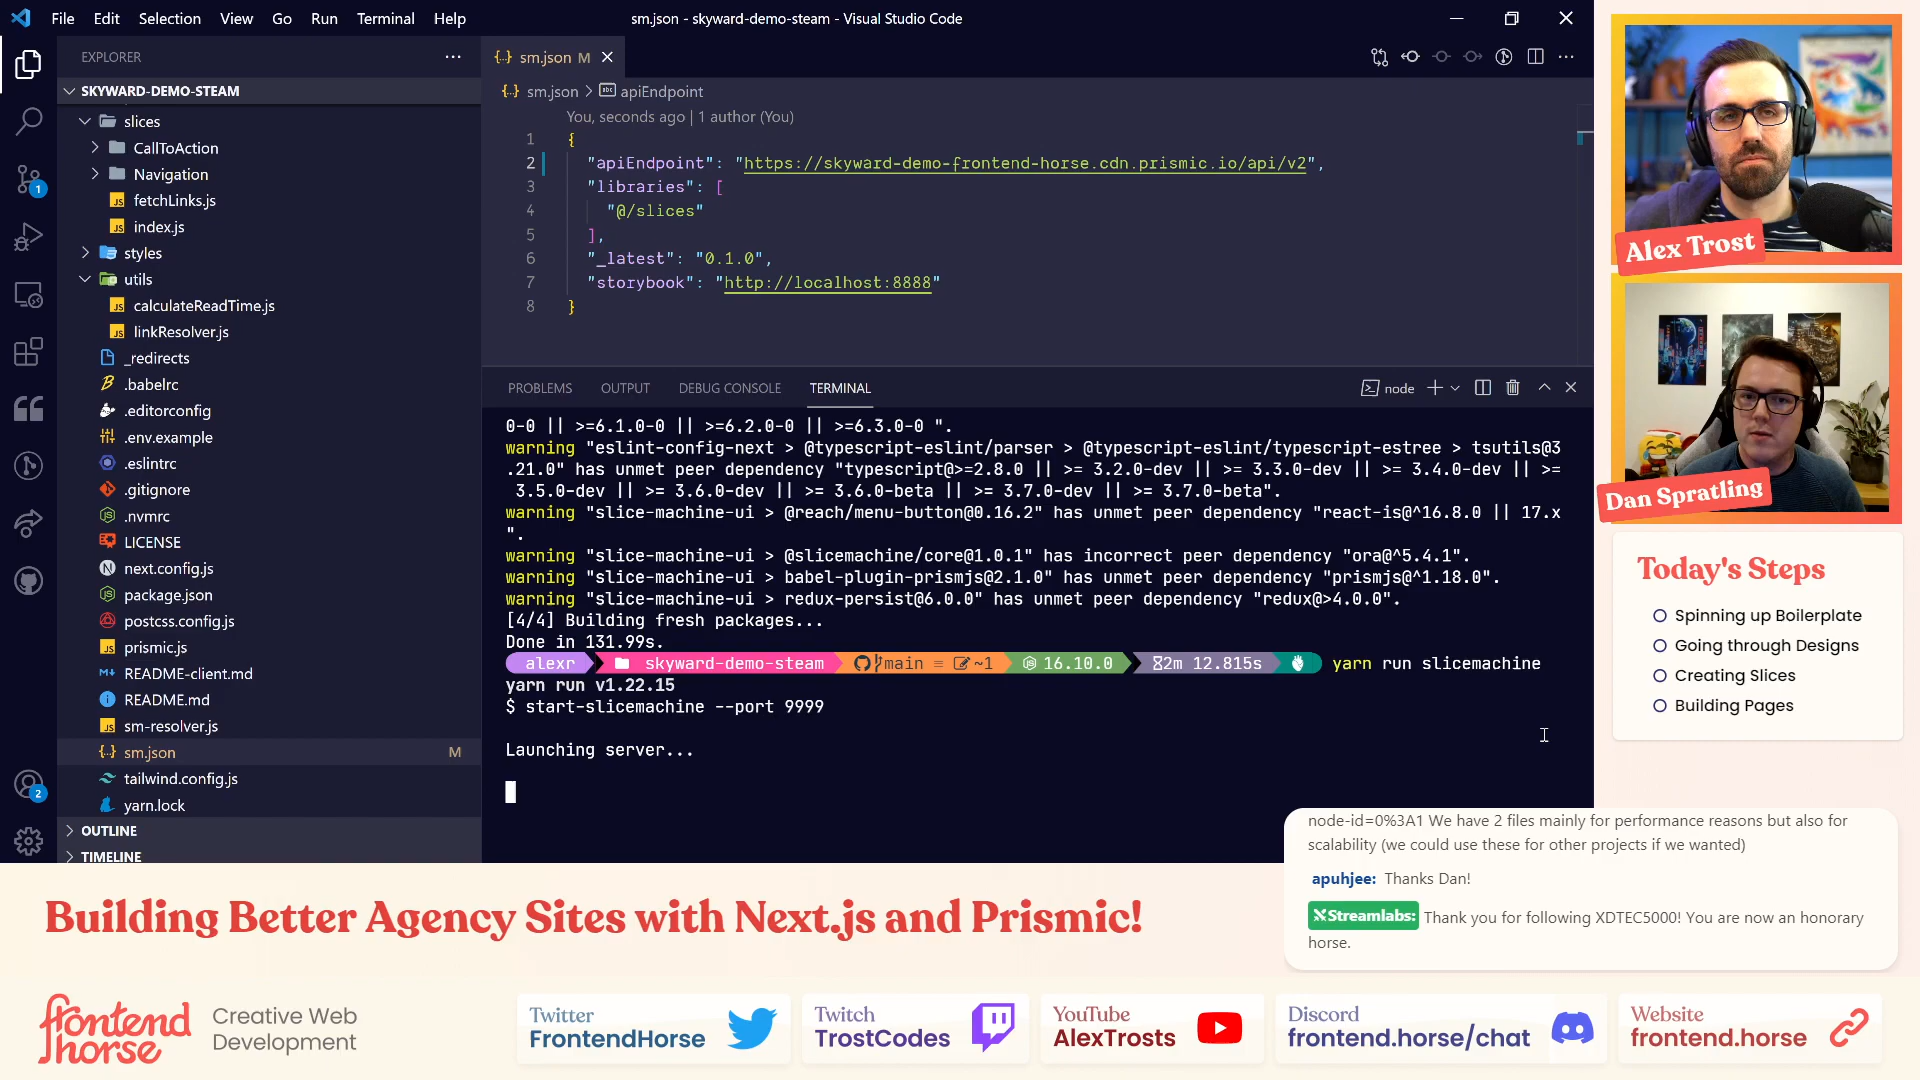 File Edit Selection View Go Run Terminal Help
sm.json - skyward-demo-steam - Visual Studio Code
EXPLORER
SKYWARD-DEMO-STEAM
slices
CallToAction
Navigation
fetchLinks.js
index.js
styles
utils
calculateReadTime.js
linkResolver.js
_redirects
.babelrc
.editorconfig
.env.example
.eslintrc
.gitignore
.nvmrc
LICENSE
next.config.js
package.json
postcss.config.js
prismic.js
README-client.md
README.md
sm-resolver.js
sm.json M
tailwind.config.js
yarn.lock
OUTLINE
TIMELINE
1
2
sm.json M
sm.json > apiEndpoint
You, seconds ago | 1 author (You)
1 {
2 "apiEndpoint": "https://skyward-demo-frontend-horse.cdn.prismic.io/api/v2",
3 "libraries": [
4 "@/slices"
5 ],
6 "_latest": "0.1.0",
7 "storybook": "http://localhost:8888"
8 }
PROBLEMS OUTPUT DEBUG CONSOLE TERMINAL
node
0-0 || >=6.1.0-0 || >=6.2.0-0 || >=6.3.0-0 ".
warning "eslint-config-next > @typescript-eslint/parser > @typescript-eslint/typescript-estree > tsutils@3
.21.0" has unmet peer dependency "typescript@>=2.8.0 || >= 3.2.0-dev || >= 3.3.0-dev || >= 3.4.0-dev || >=
3.5.0-dev || >= 3.6.0-dev || >= 3.6.0-beta || >= 3.7.0-dev || >= 3.7.0-beta".
warning "slice-machine-ui > @reach/menu-button@0.16.2" has unmet peer dependency "react-is@^16.8.0 || 17.x
".
warning "slice-machine-ui > @slicemachine/core@1.0.1" has incorrect peer dependency "ora@^5.4.1".
warning "slice-machine-ui > babel-plugin-prismjs@2.1.0" has unmet peer dependency "prismjs@^1.18.0".
warning "slice-machine-ui > redux-persist@6.0.0" has unmet peer dependency "redux@>4.0.0".
[4/4] Building fresh packages...
Done in 131.99s.
alexr skyward-demo-steam main ≡ ~1 16.10.0 2m 12.815s yarn run slicemachine
yarn run v1.22.15
$ start-slicemachine --port 9999
Launching server...
Alex Trost
Dan Spratling
Today's Steps
Spinning up Boilerplate
Going through Designs
Creating Slices
Building Pages
node-id=0%3A1 We have 2 files mainly for performance reasons but also for
scalability (we could use these for other projects if we wanted)
apuhjee: Thanks Dan!
Streamlabs: Thank you for following XDTEC5000! You are now an honorary
horse.
Building Better Agency Sites with Next.js and Prismic!
frontend
horse
Creative Web
Development
Twitter
FrontendHorse
Twitch
TrostCodes
YouTube
AlexTrosts
Discord
frontend.horse/chat
Website
frontend.horse